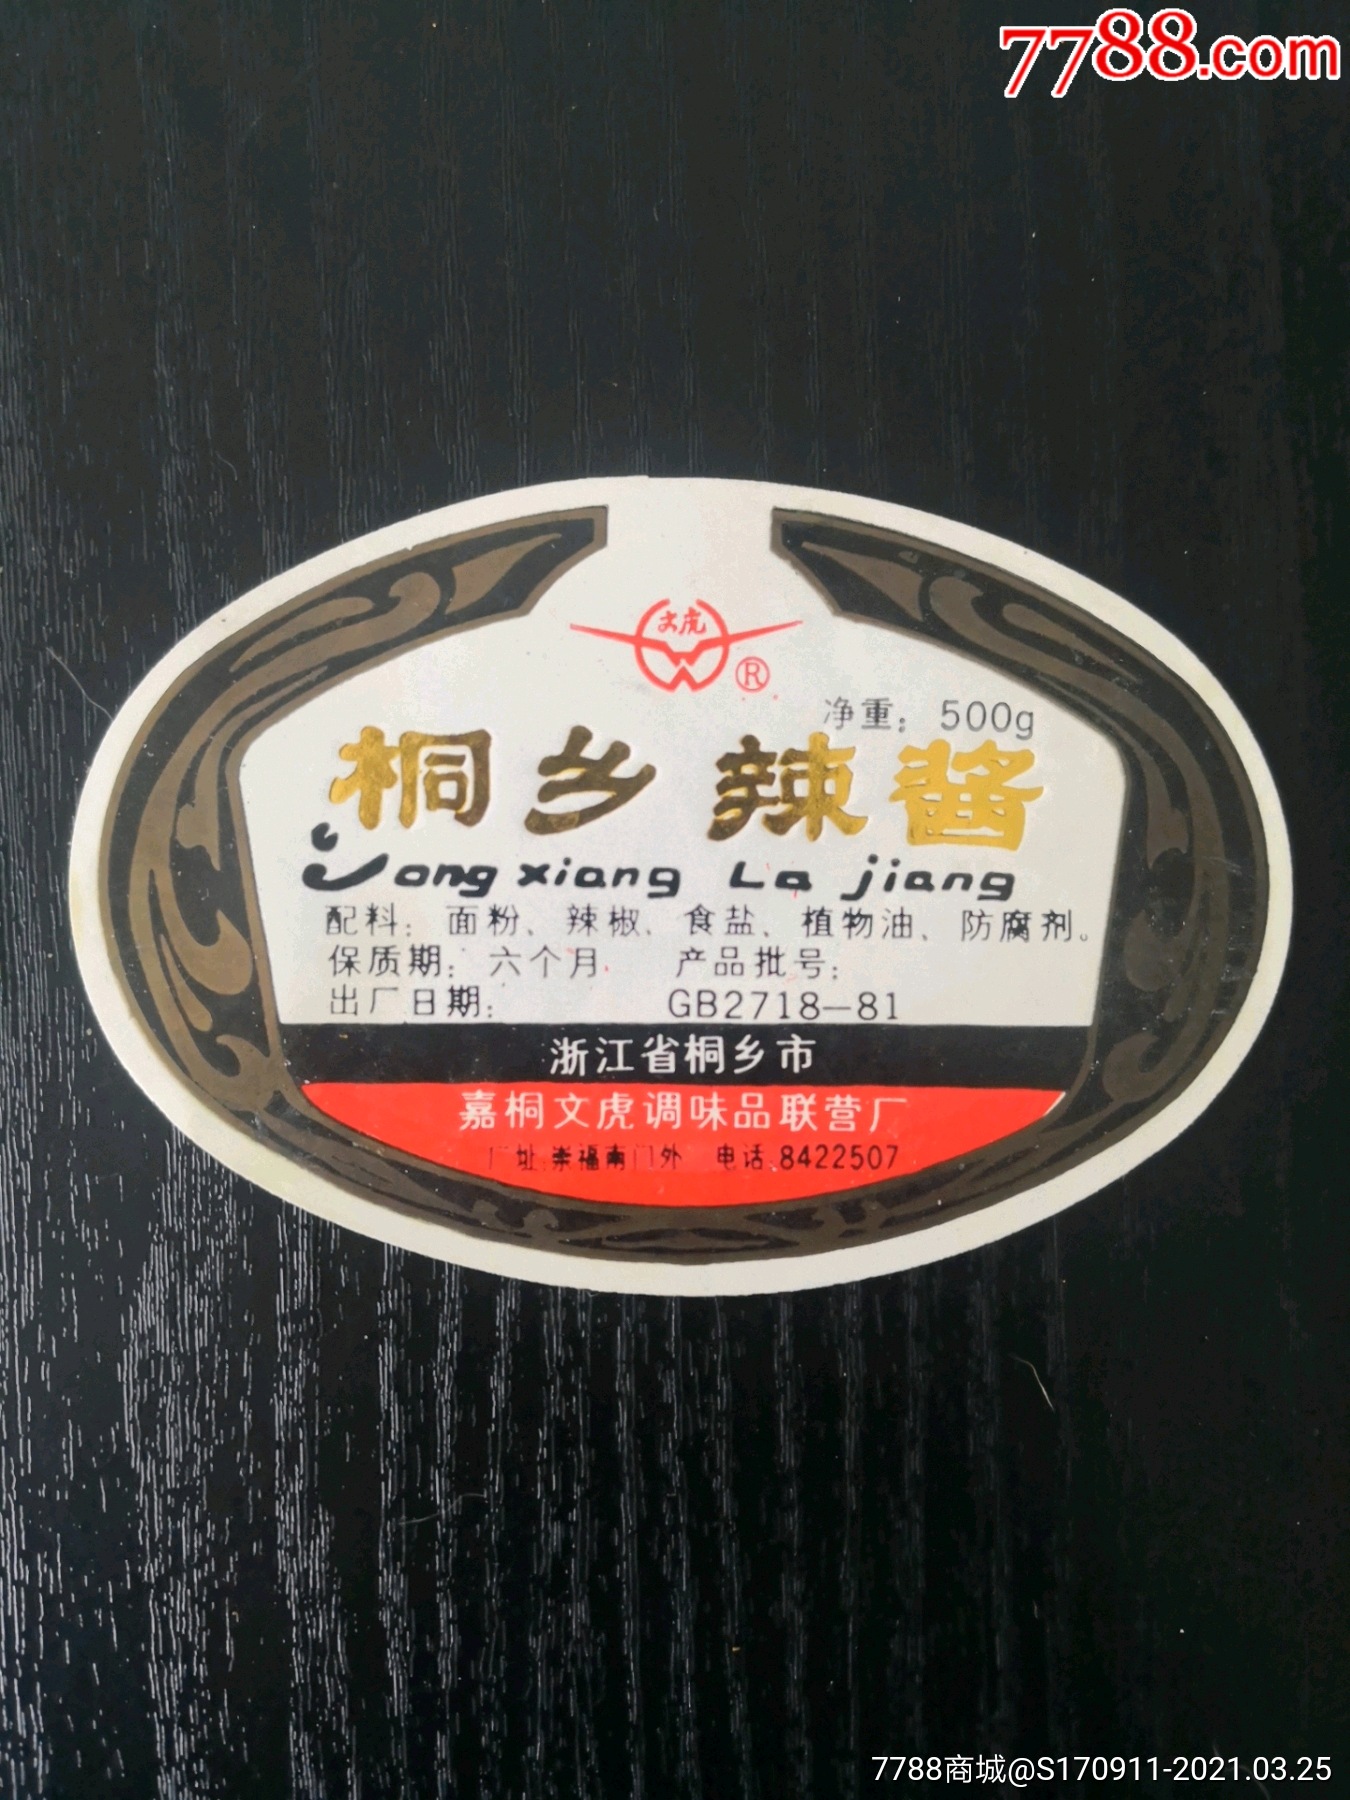 7788.com
文虎
®
净重：500g
桐乡辣酱
Tong xiang La jiang
配料：面粉、辣椒、食盐、植物油、防腐剂。
保质期：六个月 产品批号：
出厂日期： GB2718-81
浙江省桐乡市
嘉桐文虎调味品联营厂
厂址:崇福南门外 电话:8422507
7788商城@S170911-2021.03.25